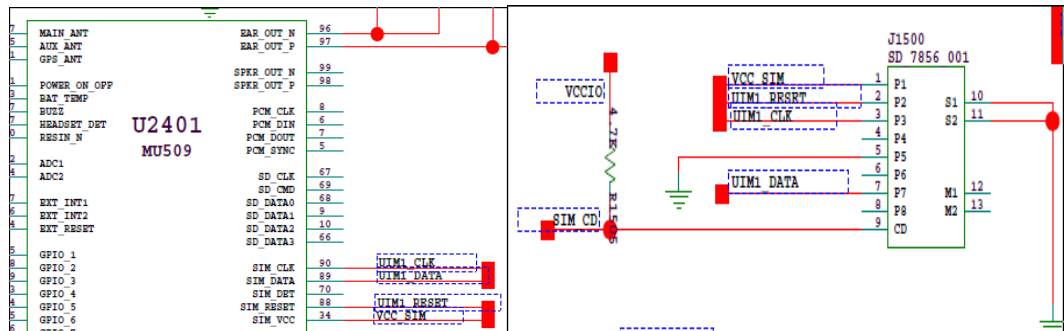 MAIN_ANT
AUX_ANT
GPS_ANT
POWER_ON_OFF
BAT_TEMP
BUZZ
HEADSET_DET
RESIN_N
ADC1
ADC2
EXT_INT1
EXT_INT2
EXT_RESET
GPIO_1
GPIO_2
GPIO_3
GPIO_4
GPIO_5
GPIO_6
U2401
MU509
EAR_OUT_N 96
EAR_OUT_P 97
SPKR_OUT_N 99
SPKR_OUT_P 98
PCM_CLK 8
PCM_DIN 6
PCM_DOUT 7
PCM_SYNC 5
SD_CLK 67
SD_CMD 69
SD_DATA0 68
SD_DATA1 9
SD_DATA2 10
SD_DATA3 66
SIM_CLK 90 UIM1_CLK
SIM_DATA 89 UIM1_DATA
SIM_DET 70
SIM_RESET 88 UIM1_RESET
SIM_VCC 34 VCC_SIM
VCCIO
4.7K
R1505
SIM_CD
J1500
SD_7856_001
VCC_SIM 1 P1
UIM1_RESET 2 P2
UIM1_CLK 3 P3
4 P4
5 P5
6 P6
UIM1_DATA 7 P7
8 P8
9 CD
S1 10
S2 11
M1 12
M2 13